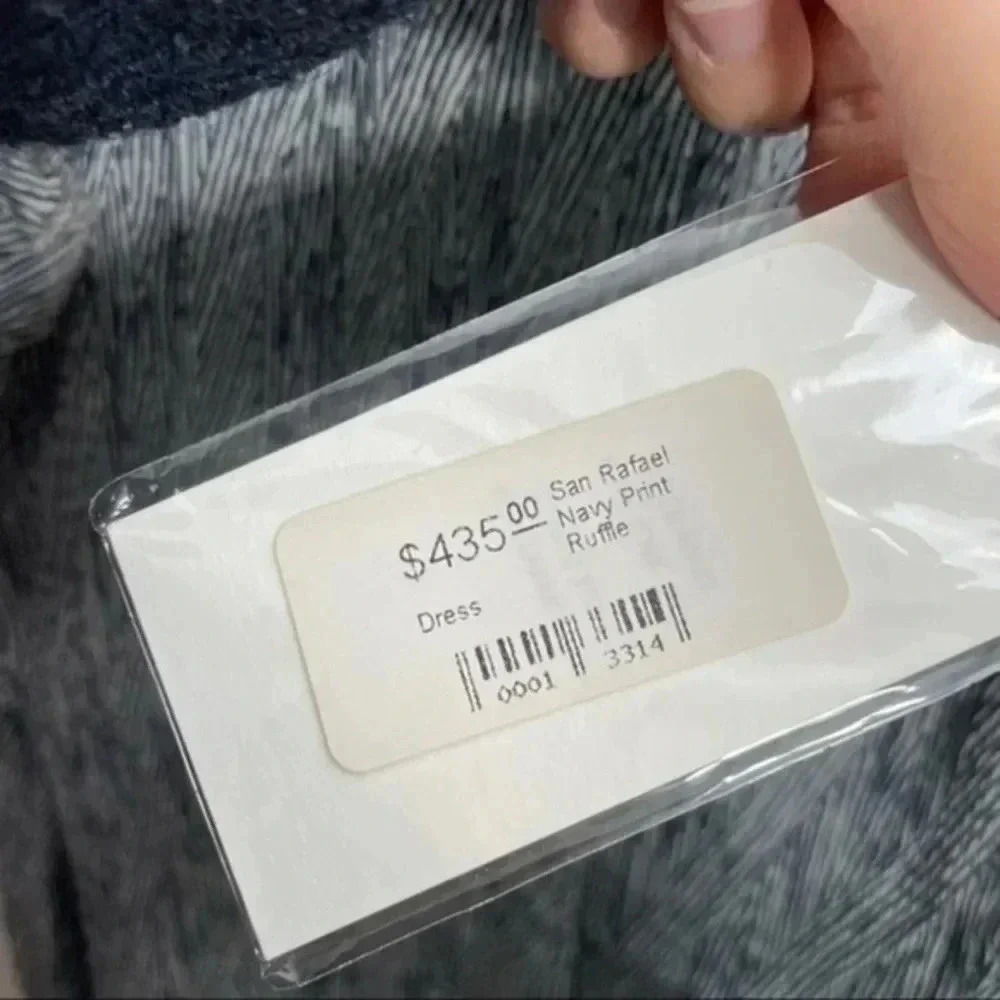 $435.00 San Rafael
Navy Print
Ruffle
Dress
0001 3314